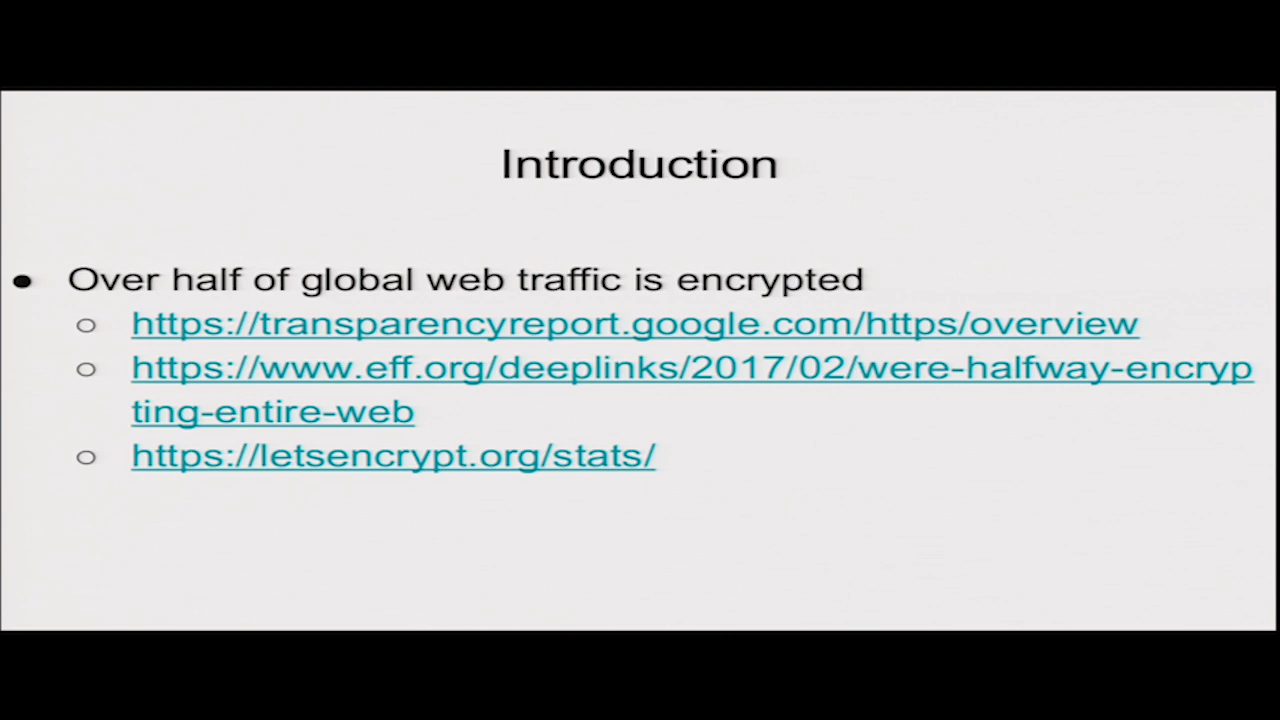 Introduction
● Over half of global web traffic is encrypted
○ https://transparencyreport.google.com/https/overview
○ https://www.eff.org/deeplinks/2017/02/were-halfway-encryp
ting-entire-web
○ https://letsencrypt.org/stats/